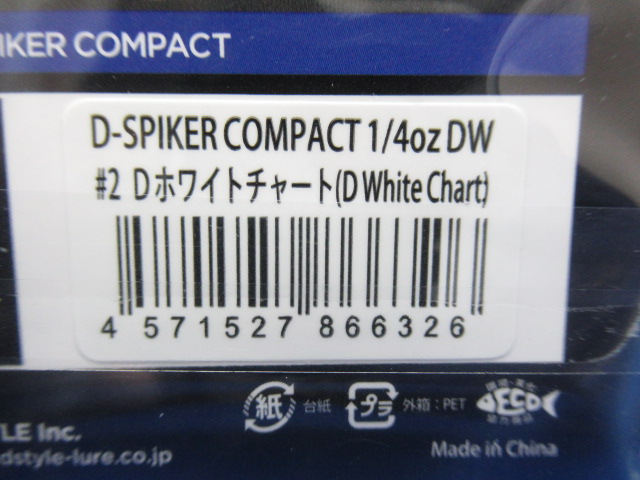 IKER COMPACT
D-SPIKER COMPACT 1/4oz DW
#2 Dホワイトチャート(D White Chart)
4 571527 866326
紙 台紙 プラ 外箱：PET ECO
LE Inc.
dstyle-lure.co.jp
Made in China